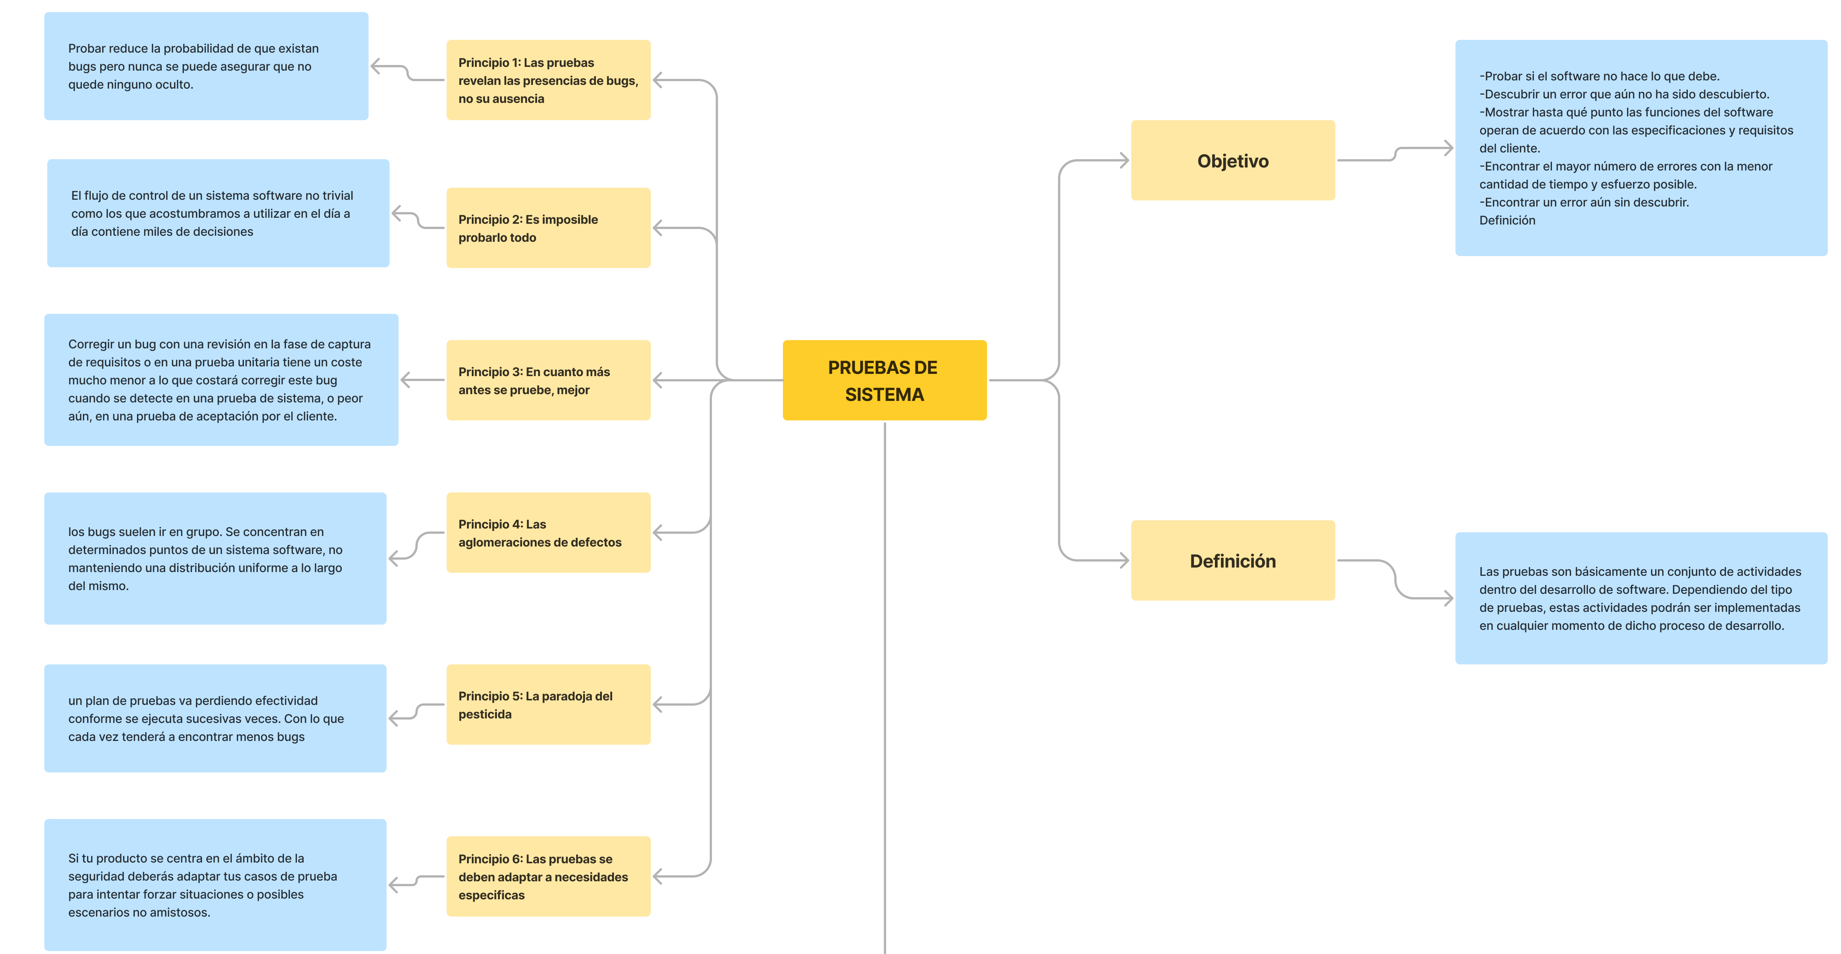 Probar reduce la probabilidad de que existan
bugs pero nunca se puede asegurar que no
quede ninguno oculto.
Principio 1: Las pruebas
revelan las presencias de bugs,
no su ausencia
El flujo de control de un sistema software no trivial
como los que acostumbramos a utilizar en el día a
día contiene miles de decisiones
Principio 2: Es imposible
probarlo todo
Corregir un bug con una revisión en la fase de captura
de requisitos o en una prueba unitaria tiene un coste
mucho menor a lo que costará corregir este bug
cuando se detecte en una prueba de sistema, o peor
aún, en una prueba de aceptación por el cliente.
Principio 3: En cuanto más
antes se pruebe, mejor
los bugs suelen ir en grupo. Se concentran en
determinados puntos de un sistema software, no
manteniendo una distribución uniforme a lo largo
del mismo.
Principio 4: Las
aglomeraciones de defectos
un plan de pruebas va perdiendo efectividad
conforme se ejecuta sucesivas veces. Con lo que
cada vez tenderá a encontrar menos bugs
Principio 5: La paradoja del
pesticida
Si tu producto se centra en el ámbito de la
seguridad deberás adaptar tus casos de prueba
para intentar forzar situaciones o posibles
escenarios no amistosos.
Principio 6: Las pruebas se
deben adaptar a necesidades
especificas
PRUEBAS DE
SISTEMA
Objetivo
-Probar si el software no hace lo que debe.
-Descubrir un error que aún no ha sido descubierto.
-Mostrar hasta qué punto las funciones del software
operan de acuerdo con las especificaciones y requisitos
del cliente.
-Encontrar el mayor número de errores con la menor
cantidad de tiempo y esfuerzo posible.
-Encontrar un error aún sin descubrir.
Definición
Definición
Las pruebas son básicamente un conjunto de actividades
dentro del desarrollo de software. Dependiendo del tipo
de pruebas, estas actividades podrán ser implementadas
en cualquier momento de dicho proceso de desarrollo.